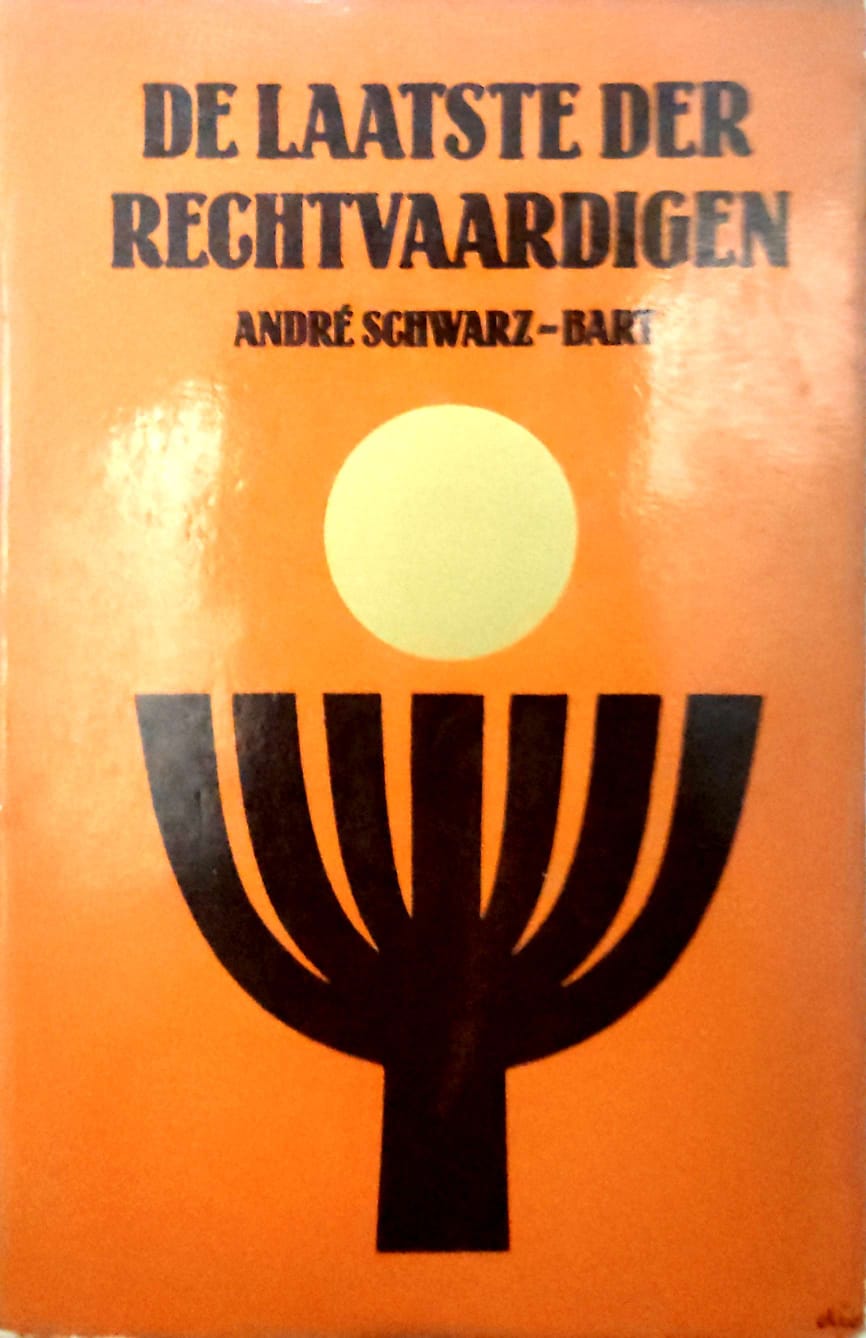 DE LAATSTE DER
RECHTVAARDIGEN
ANDRÉ SCHWARZ-BART